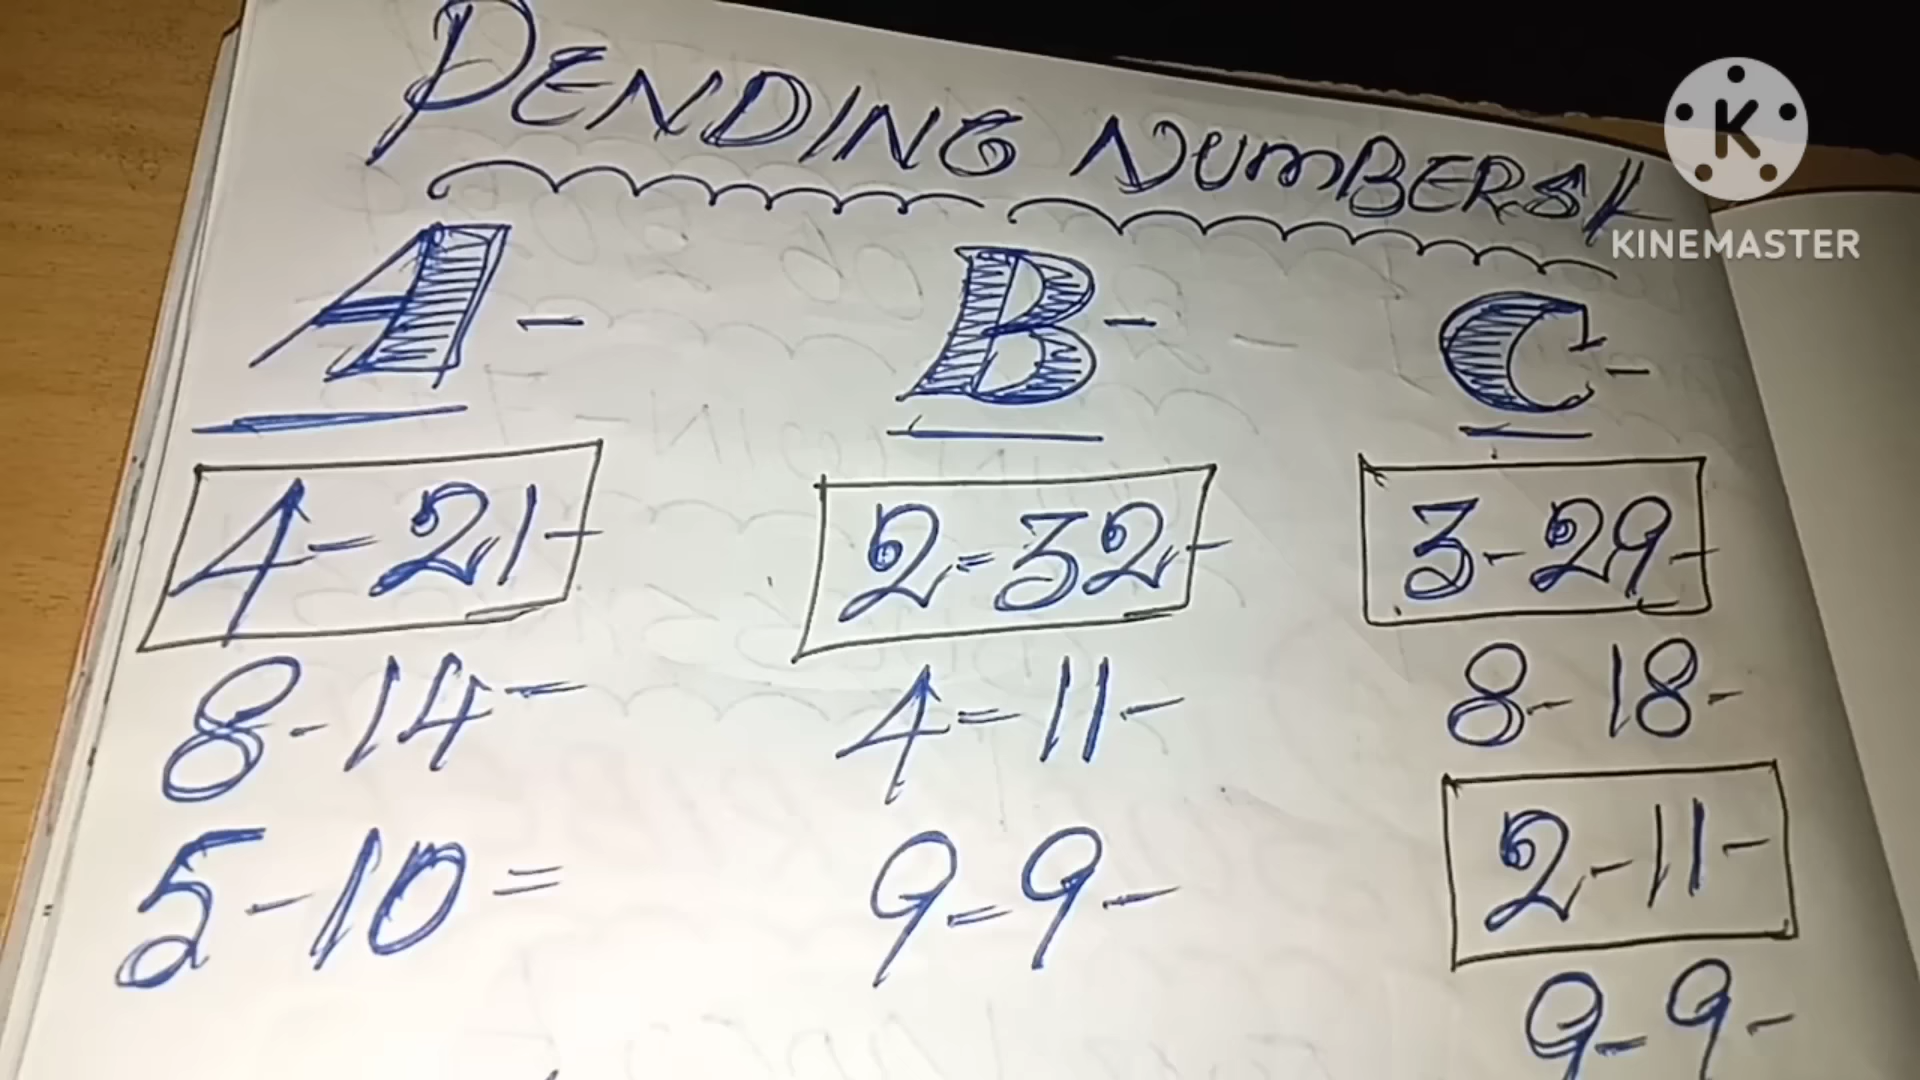 PENDING NUMBERS
K
KINEMASTER
A - B - C -
4 - 21 - 2 - 32 - 3 - 29 -
8 - 14 - 4 - 11 - 8 - 18 -
5 - 10 = 9 - 9 - 2 - 11 -
9 - 9 -